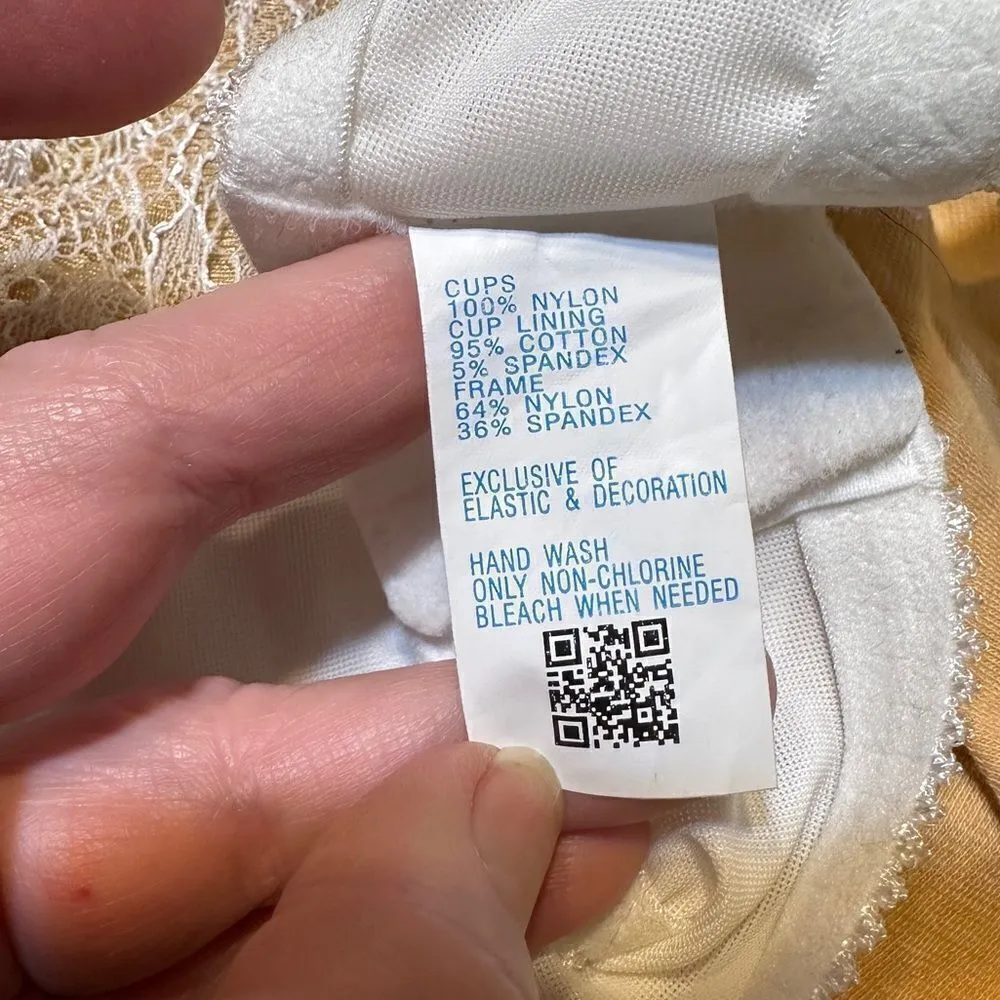 CUPS
100% NYLON
CUP LINING
95% COTTON
5% SPANDEX
FRAME
64% NYLON
36% SPANDEX
EXCLUSIVE OF
ELASTIC & DECORATION
HAND WASH
ONLY NON-CHLORINE
BLEACH WHEN NEEDED